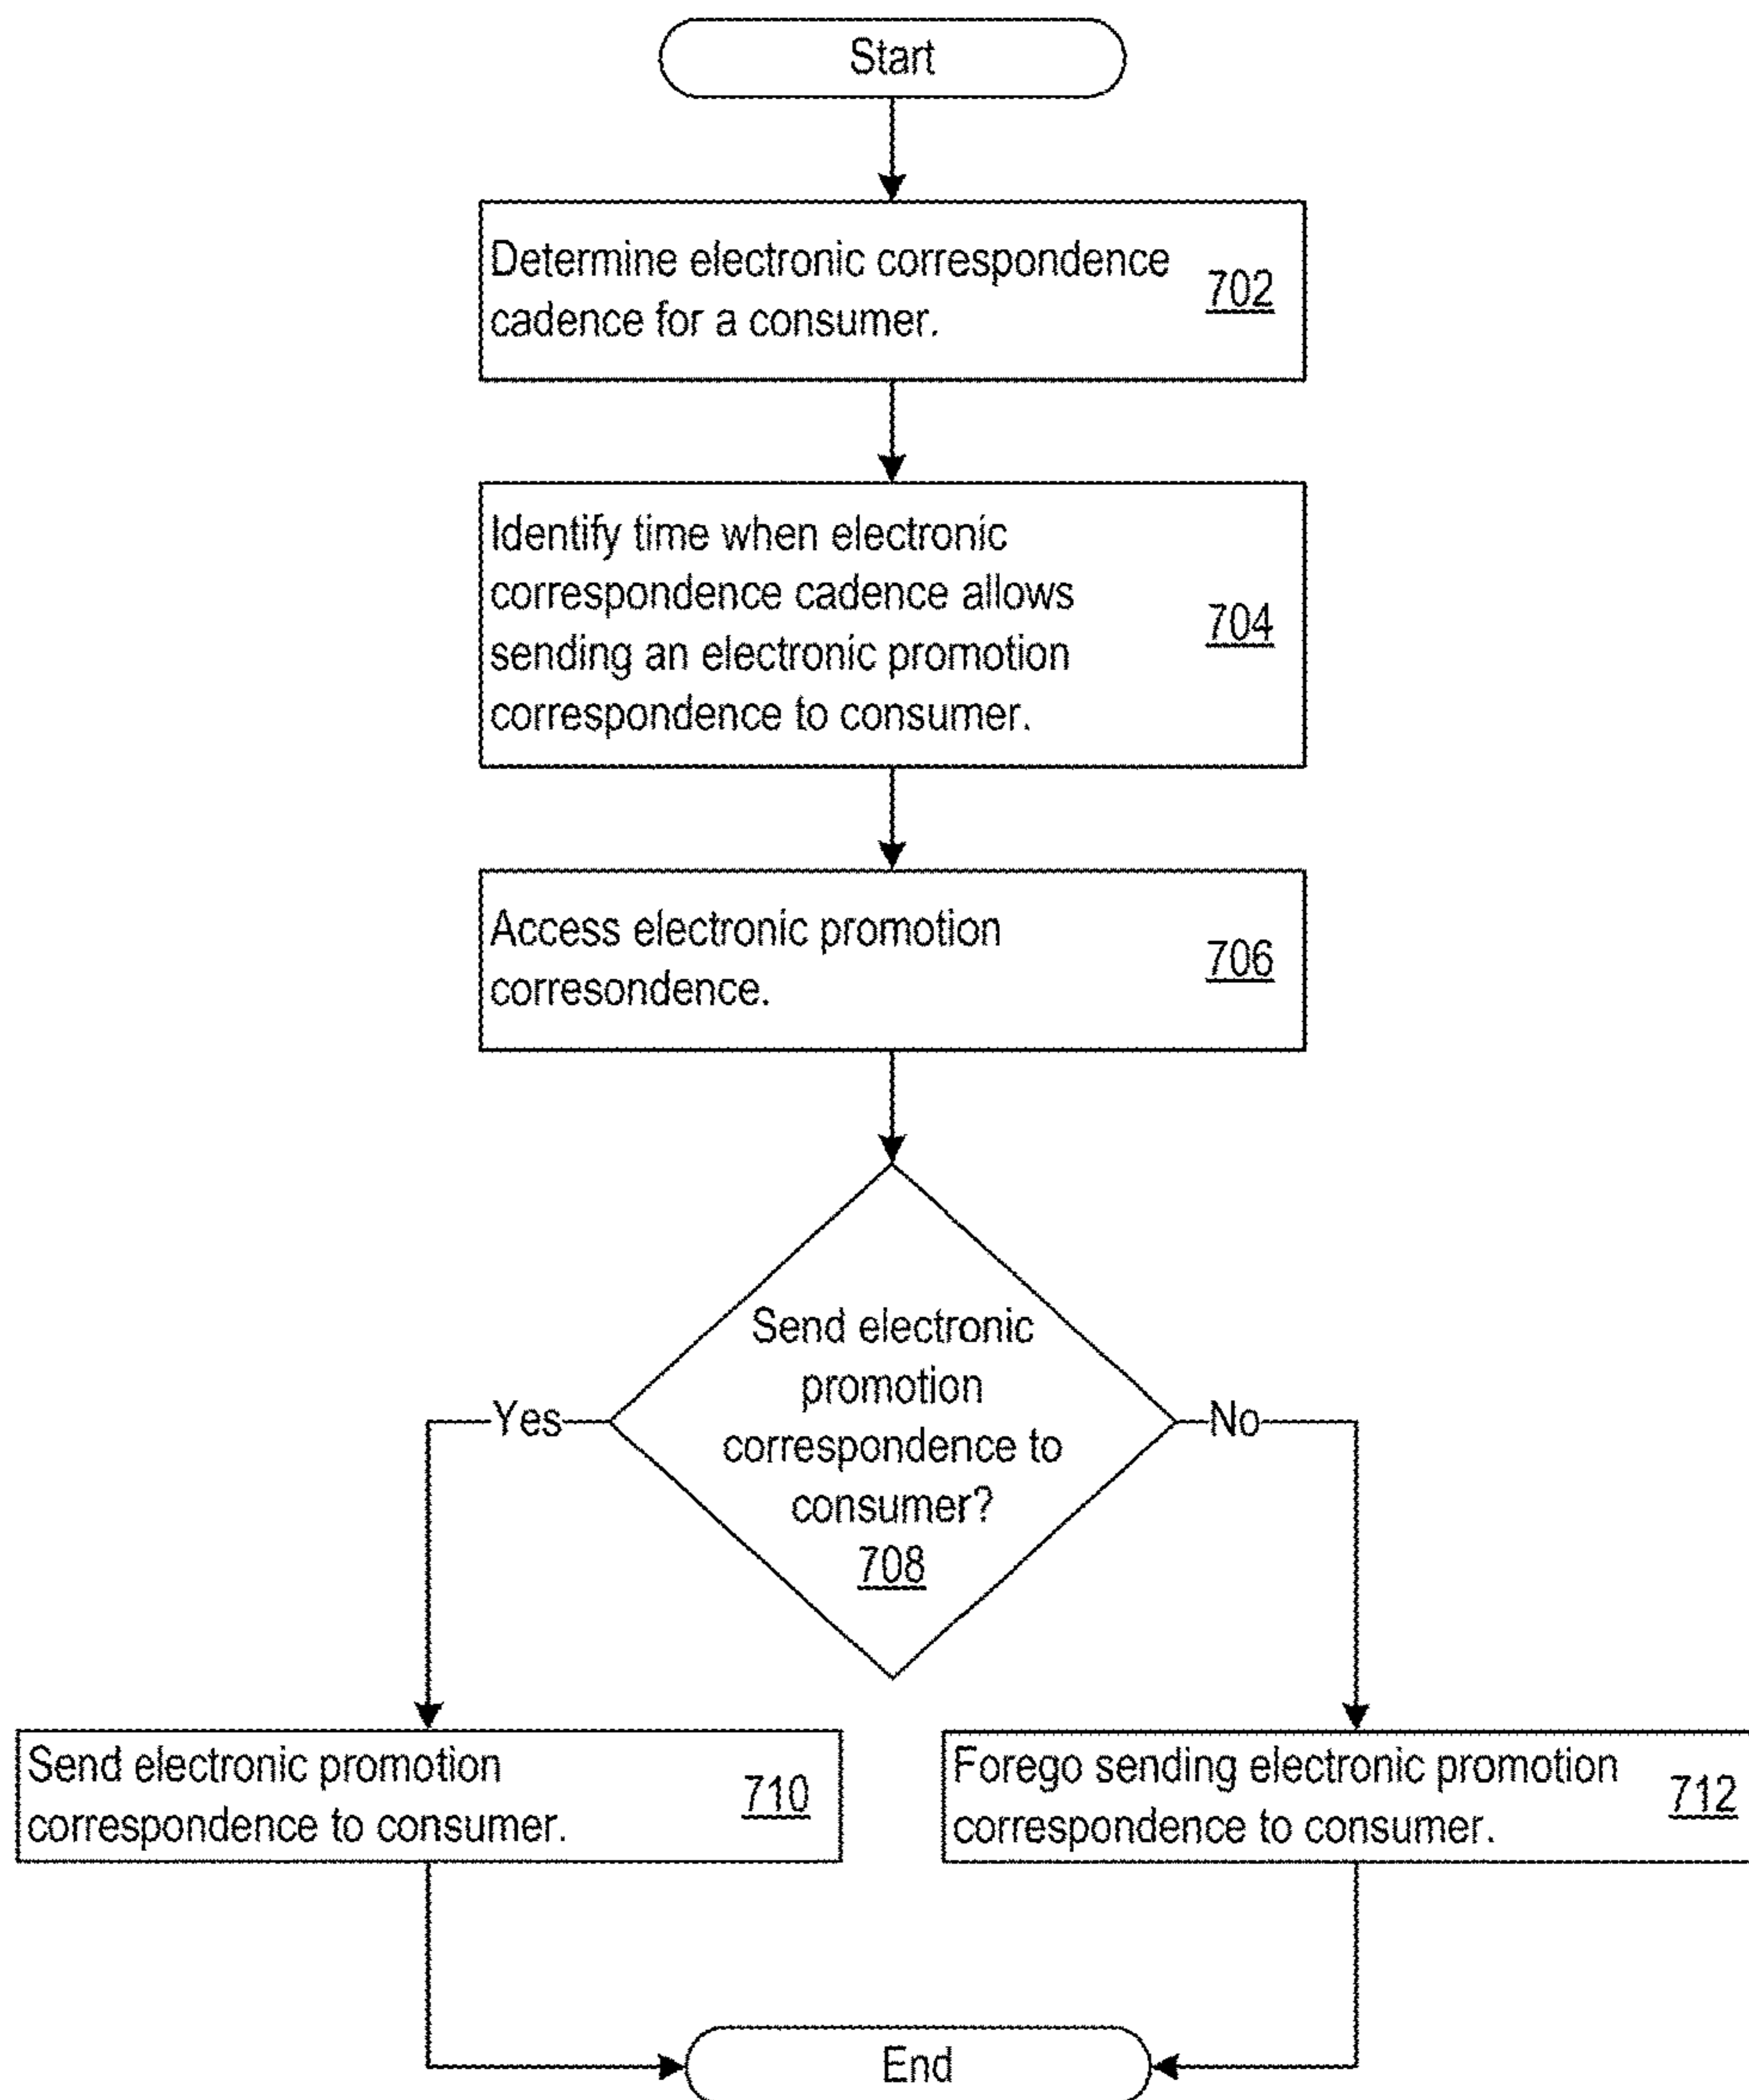 Start
Determine electronic correspondence
cadence for a consumer.
702
Identify time when electronic
correspondence cadence allows
sending an electronic promotion
correspondence to consumer.
704
Access electronic promotion
corresondence.
706
Send electronic
promotion
correspondence to
consumer?
708
Yes
No
Send electronic promotion
correspondence to consumer.
710
Forego sending electronic promotion
correspondence to consumer.
712
End